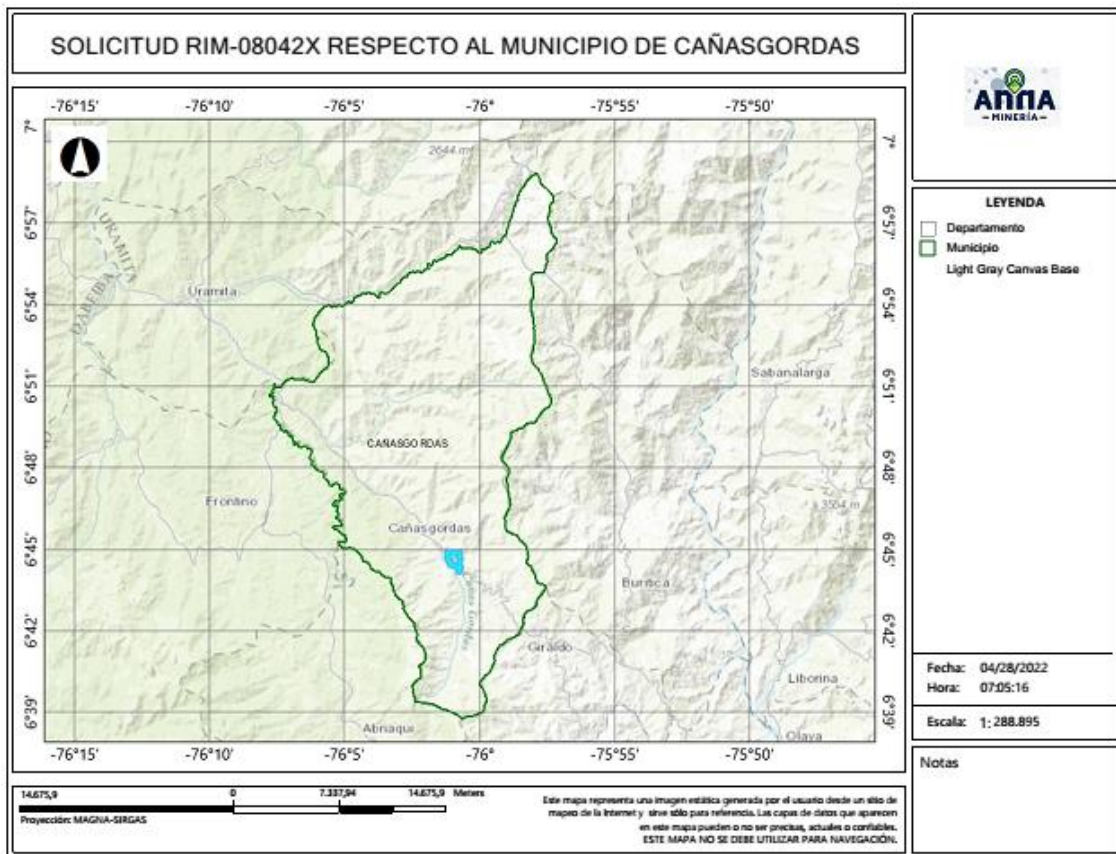 SOLICITUD RIM-08042X RESPECTO AL MUNICIPIO DE CAÑASGORDAS
ANNA
-MINERÍA-
-76°15' -76°10' -76°5' -76° -75°55' -75°50'
7° 7°
2644 m
6°57' 6°57'
URAMITA
DABEIBA
Uramita
6°54' 6°54'
Sabanalarga
6°51' 6°51'
CAÑASGORDAS
6°48' 6°48'
Frontino
3554 m
Cañasgordas
6°45' 6°45'
Buritica
6°42' 6°42'
Giraldo
Liborina
6°39' 6°39'
Abriaqui
Olaya
-76°15' -76°10' -76°5' -76° -75°55' -75°50'
LEYENDA
Departamento
Municipio
Light Gray Canvas Base
Fecha: 04/28/2022
Hora: 07:05:16
Escala: 1: 288.895
Notas
14.675,9 0 7.337,94 14.675,9 Meters
Proyección: MAGNA-SIRGAS
Este mapa representa una imagen estática generada por el usuario desde un sitio de
mapeo de la Internet y sirve sólo para referencia. Las capas de datos que aparecen
en este mapa pueden o no ser precisas, actuales o confiables.
ESTE MAPA NO SE DEBE UTILIZAR PARA NAVEGACIÓN.